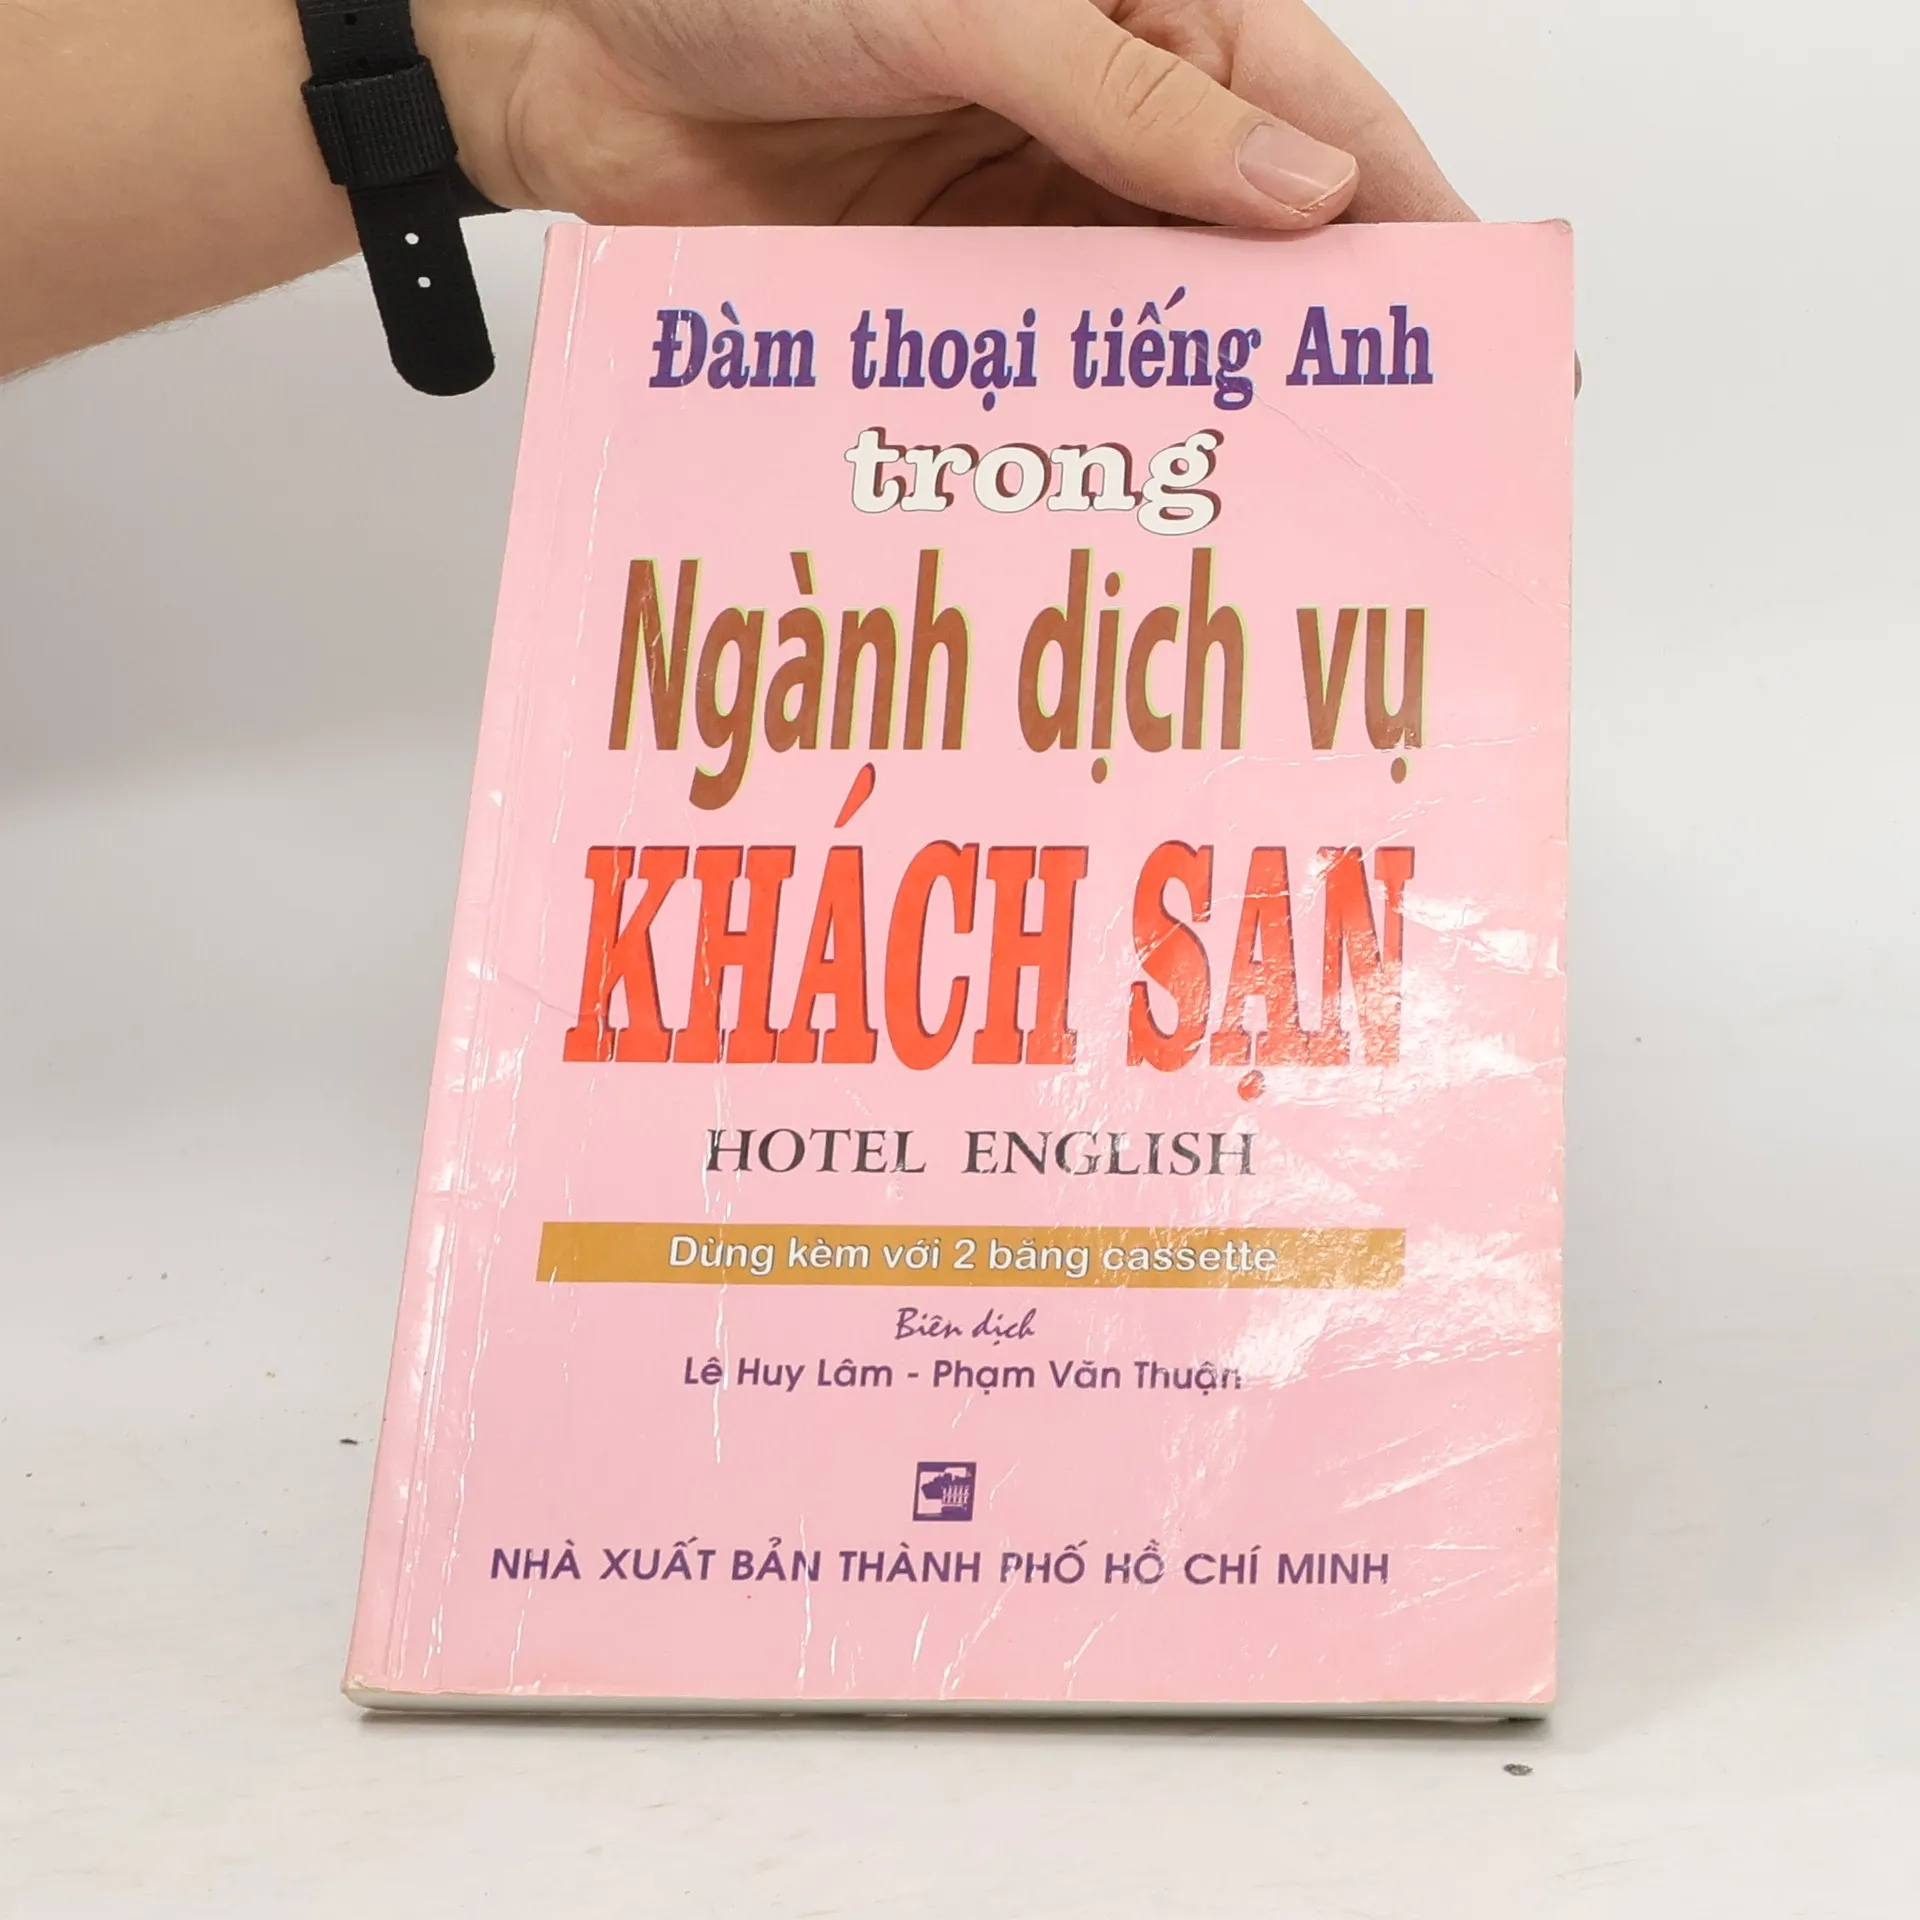 Đàm thoại tiếng Anh
trong
Ngành dịch vụ
KHÁCH SẠN
HOTEL ENGLISH
Dùng kèm với 2 băng cassette
Biên dịch
Lê Huy Lâm - Phạm Văn Thuận
NHÀ XUẤT BẢN THÀNH PHỐ HỒ CHÍ MINH